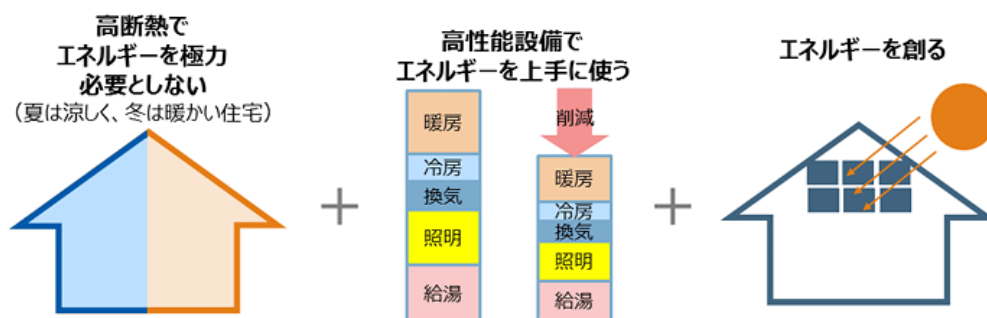 高断熱で
エネルギーを極力
必要としない
（夏は涼しく、冬は暖かい住宅）
高性能設備で
エネルギーを上手に使う
暖房
冷房
換気
照明
給湯
削減
暖房
冷房
換気
照明
給湯
エネルギーを創る